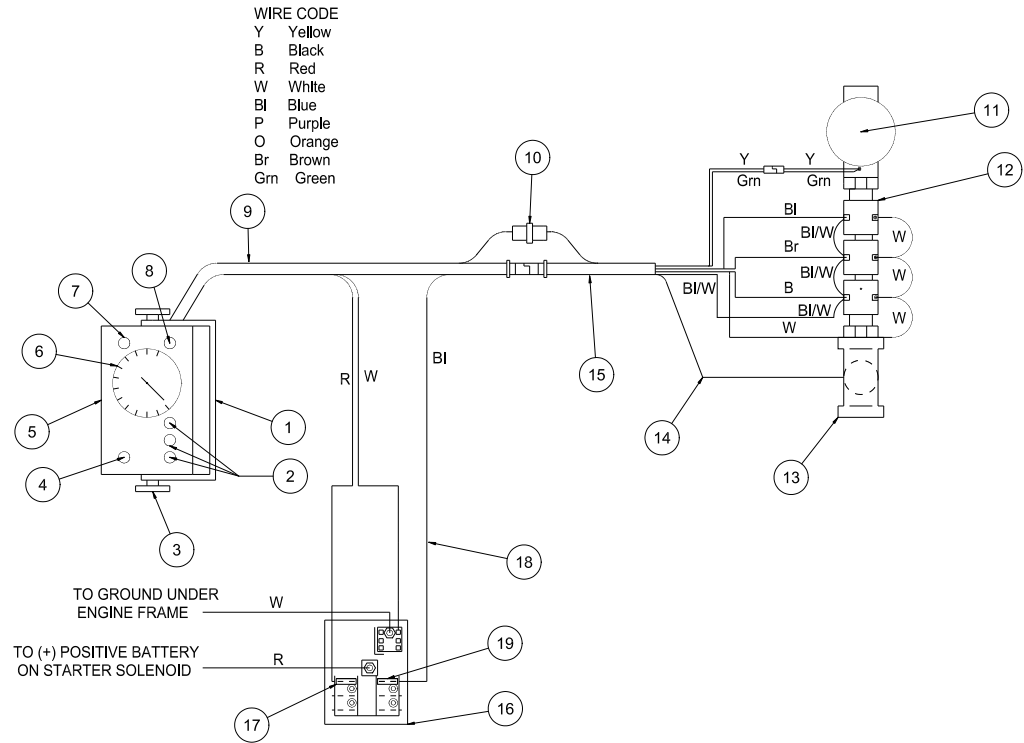 WIRE CODE
Y Yellow
B Black
R Red
W White
Bl Blue
P Purple
O Orange
Br Brown
Grn Green
11
10
Y Y
Grn Grn
12
9
Bl
W
8
Bl/W
7
Br
Bl/W
W
6
Bl/W
B
Bl/W
W
W
Bl
15
R W
5
1
14
4
2
13
3
18
TO GROUND UNDER
ENGINE FRAME
W
TO (+) POSITIVE BATTERY
ON STARTER SOLENOID
R
19
17
16